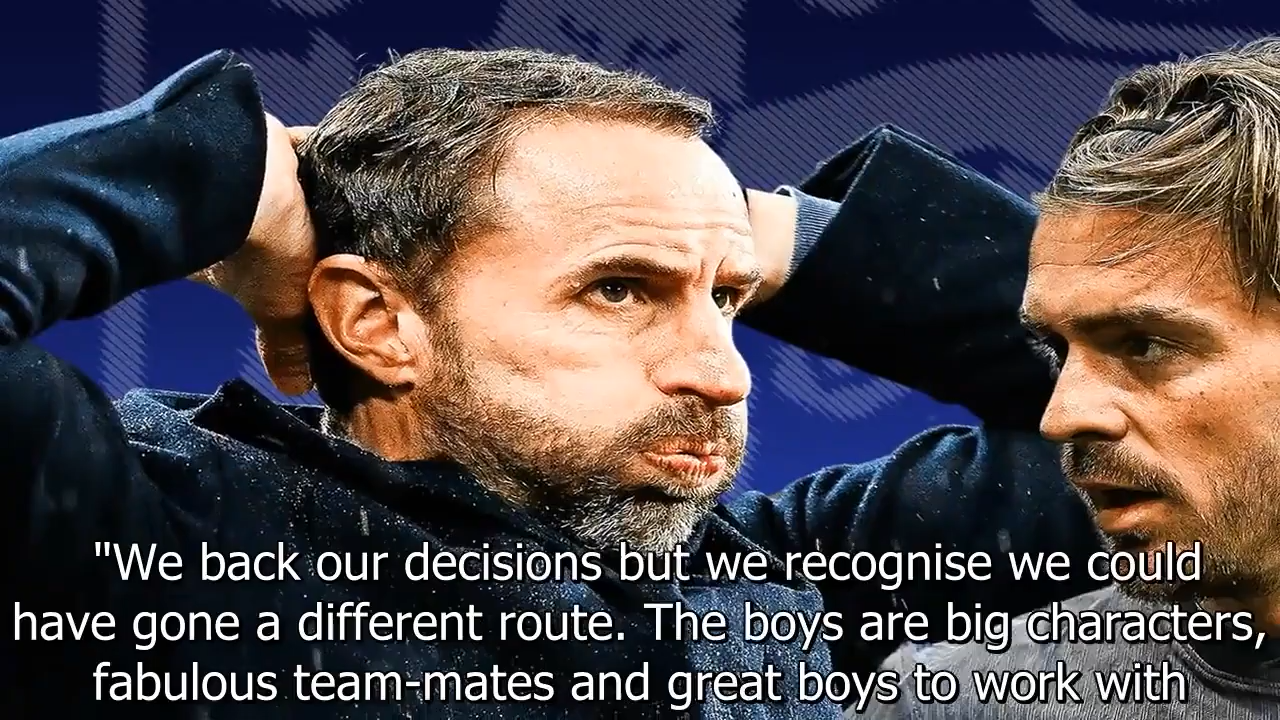 "We back our decisions but we recognise we could
have gone a different route. The boys are big characters,
fabulous team-mates and great boys to work with